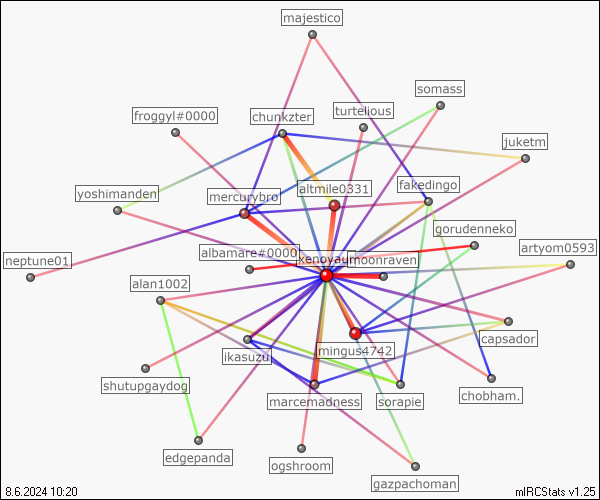 majestico
somass
froggyl#0000
chunkzter
turtelious
juketm
yoshimanden
mercurybro
altmile0331
fakedingo
gorudenneko
neptune01
albamare#0000
moonraven
artyom0593
alan1002
ikasuzu
mingus4742
capsador
shutupgaydog
marcemadness
sorapie
chobham.
edgepanda
ogshroom
gazpachoman
8.6.2024 10:20
mIRCStats v1.25